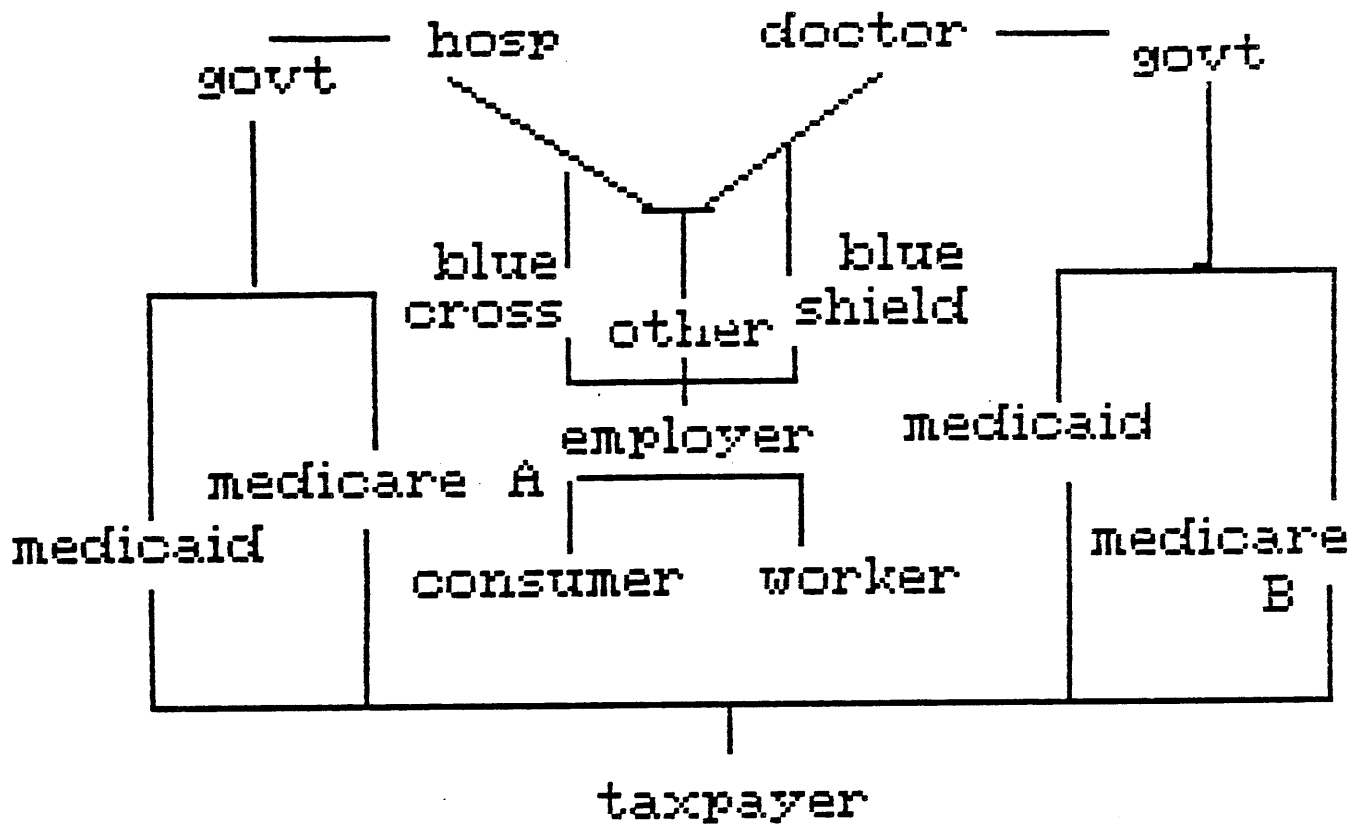 hosp
doctor
govt
govt
blue
cross
other
blue
shield
employer
medicaid
medicare A
medicaid
medicare
B
consumer
worker
taxpayer